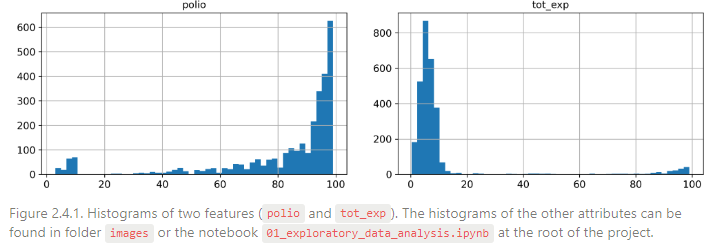 polio
tot_exp
600
500
400
300
200
100
0
0 20 40 60 80 100
800
600
400
200
0
0 20 40 60 80 100
Figure 2.4.1. Histograms of two features ( polio and tot_exp ). The histograms of the other attributes can be
found in folder images or the notebook 01_exploratory_data_analysis.ipynb at the root of the project.